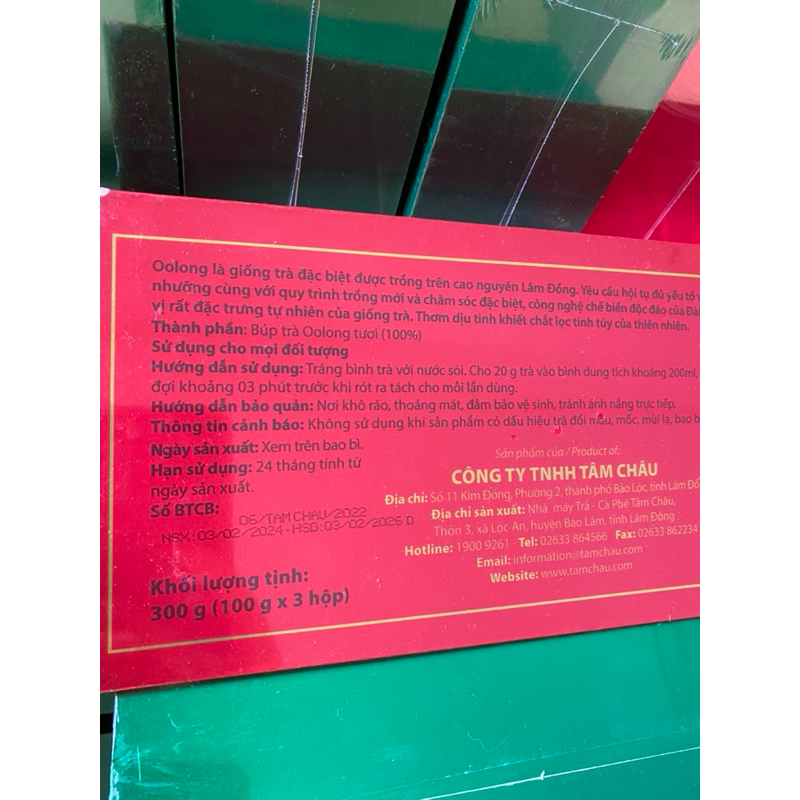 Oolong là giống trà đặc biệt được trồng trên cao nguyên Lâm Đồng. Yêu cầu hội tụ đủ yếu tố
nhưỡng cùng với quy trình trồng mới và chăm sóc đặc biệt, công nghệ chế biến độc đáo của
vị rất đặc trưng tự nhiên của giống trà. Thơm dịu tinh khiết chắt lọc tinh túy của thiên nhiên.
Thành phần: Búp trà Oolong tươi (100%)
Sử dụng cho mọi đối tượng
Hướng dẫn sử dụng: Tráng bình trà với nước sôi. Cho 20 g trà vào bình dung tích khoảng 200ml,
đợi khoảng 03 phút trước khi rót ra tách cho mỗi lần dùng.
Hướng dẫn bảo quản: Nơi khô ráo, thoáng mát, đảm bảo vệ sinh, tránh ánh nắng trực tiếp.
Thông tin cảnh báo: Không sử dụng khi sản phẩm có dấu hiệu trà đổi mầu, mốc, mùi lạ, bao
Ngày sản xuất: Xem trên bao bì.
Hạn sử dụng: 24 tháng tính từ
ngày sản xuất.
Số BTCB: 06/TAMCHAU/2022
NSX:03/02/2024-HSD:03/02/2026 D
Khối lượng tịnh:
300 g (100 g x 3 hộp)
Sản phẩm của / Product of:
CÔNG TY TNHH TÂM CHÂU
Địa chỉ: Số 11 Kim Đồng, Phường 2, thành phố Bảo Lộc, tỉnh Lâm
Địa chỉ sản xuất: Nhà máy Trà - Cà Phê Tâm Châu,
Thôn 3, xã Lộc An, huyện Bảo Lâm, tỉnh Lâm Đồng
Hotline: 1900 9261 - Tel: 02633 864566 Fax: 02633 862234
Email: information@tamchau.com
Website: www.tamchau.com